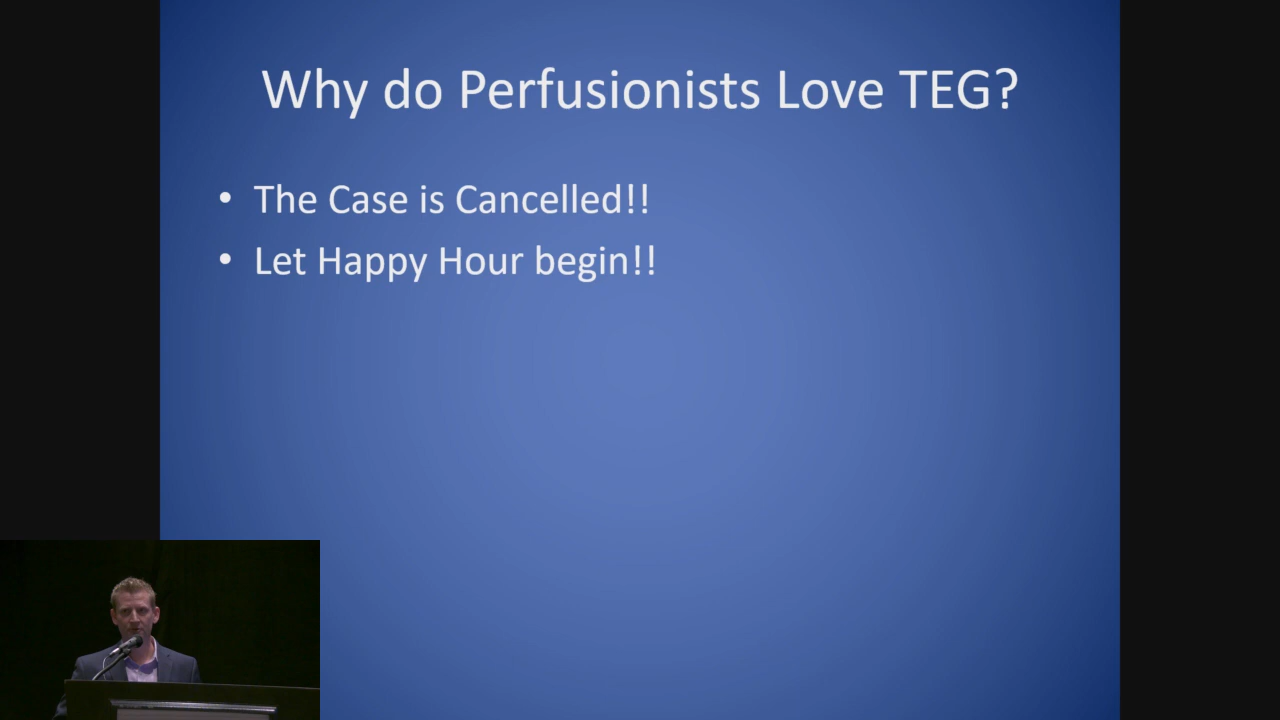 Why do Perfusionists Love TEG?
• The Case is Cancelled!!
• Let Happy Hour begin!!